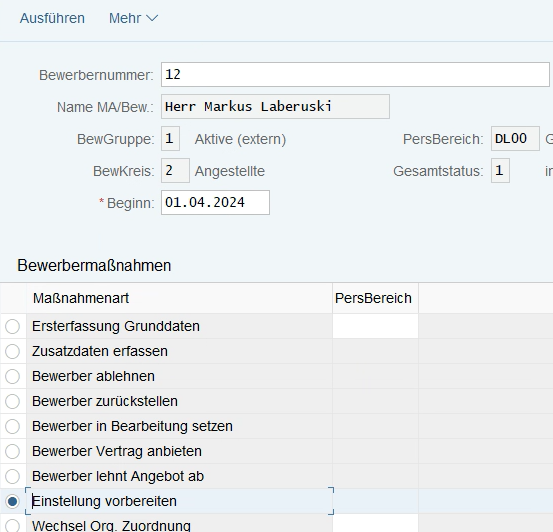 Ausführen Mehr
Bewerbernummer: 12
Name MA/Bew.: Herr Markus Laberuski
BewGruppe: 1 Aktive (extern) PersBereich: DL00 G
BewKreis: 2 Angestellte Gesamtstatus: 1 in
* Beginn: 01.04.2024
Bewerbermaßnahmen
Maßnahmenart PersBereich
Ersterfassung Grunddaten
Zusatzdaten erfassen
Bewerber ablehnen
Bewerber zurückstellen
Bewerber in Bearbeitung setzen
Bewerber Vertrag anbieten
Bewerber lehnt Angebot ab
Einstellung vorbereiten
Wechsel Org. Zuordnung